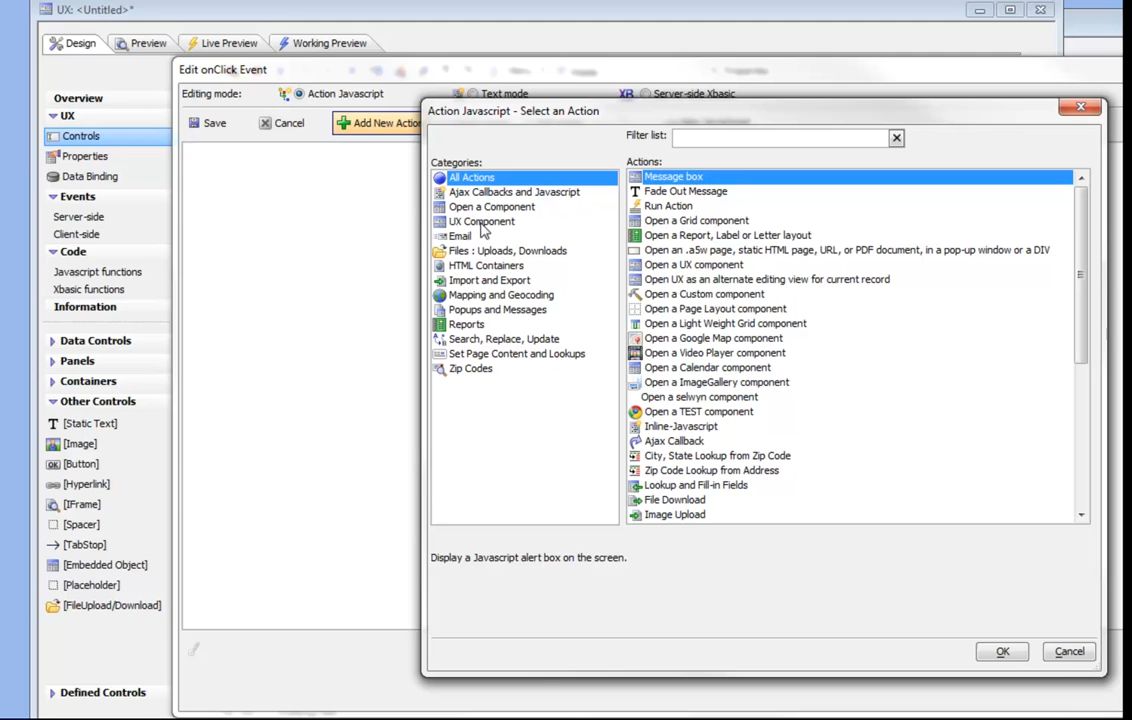 UX: <Untitled>*
Design
Preview
Live Preview
Working Preview
Edit onClick Event
Editing mode:
Action Javascript
Text mode
XB
Server-side Xbasic
Save
Cancel
Add New Action
Overview
UX
Controls
Properties
Data Binding
Events
Server-side
Client-side
Code
Javascript functions
Xbasic functions
Information
Data Controls
Panels
Containers
Other Controls
T [Static Text]
[Image]
OK [Button]
[Hyperlink]
[IFrame]
[Spacer]
[TabStop]
[Embedded Object]
[Placeholder]
[FileUpload/Download]
Defined Controls
Action Javascript - Select an Action
Filter list:
Categories:
All Actions
Ajax Callbacks and Javascript
Open a Component
UX Component
Email
Files : Uploads, Downloads
HTML Containers
Import and Export
Mapping and Geocoding
Popups and Messages
Reports
Search, Replace, Update
Set Page Content and Lookups
Zip Codes
Actions:
Message box
T Fade Out Message
Run Action
Open a Grid component
Open a Report, Label or Letter layout
Open an .a5w page, static HTML page, URL, or PDF document, in a pop-up window or a DIV
Open a UX component
Open UX as an alternate editing view for current record
Open a Custom component
Open a Page Layout component
Open a Light Weight Grid component
Open a Google Map component
Open a Video Player component
Open a Calendar component
Open a ImageGallery component
Open a selwyn component
Open a TEST component
Inline-Javascript
Ajax Callback
City, State Lookup from Zip Code
Zip Code Lookup from Address
Lookup and Fill-in Fields
File Download
Image Upload
Display a Javascript alert box on the screen.
OK
Cancel